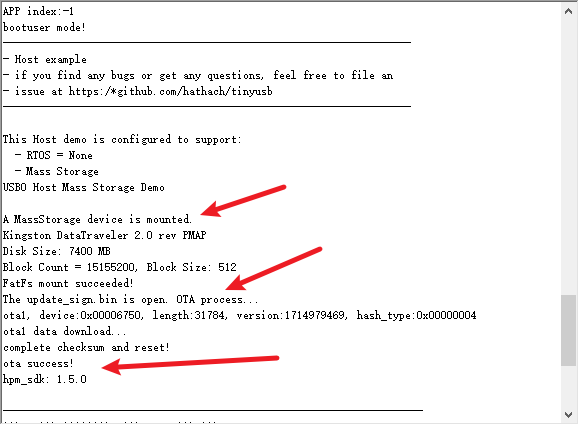 APP index:-1
bootuser mode!
- Host example
- if you find any bugs or get any questions, feel free to file an
- issue at https:/*github.com/hathach/tinyusb
This Host demo is configured to support:
- RTOS = None
- Mass Storage
USB0 Host Mass Storage Demo
A MassStorage device is mounted.
Kingston DataTraveler 2.0 rev PMAP
Disk Size: 7400 MB
Block Count = 15155200, Block Size: 512
FatFs mount succeeded!
The update_sign.bin is open. OTA process...
ota1, device:0x00006750, length:31784, version:1714979469, hash_type:0x00000004
ota1 data download...
complete checksum and reset!
ota success!
hpm_sdk: 1.5.0